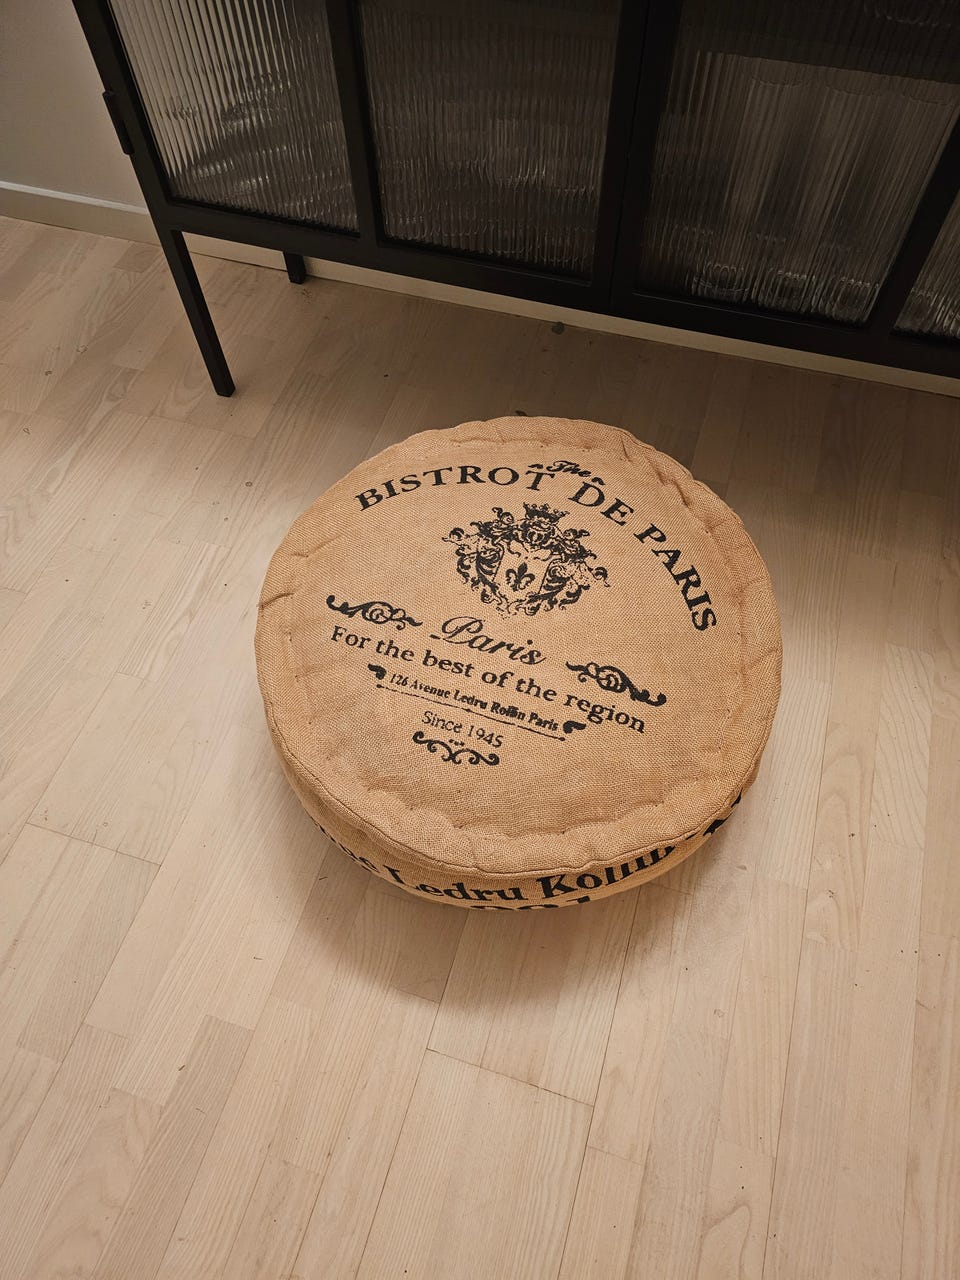 The
BISTROT DE PARIS
Paris
For the best of the region
126 Avenue Ledru Rollin Paris
Since 1945
Ledru Rollin